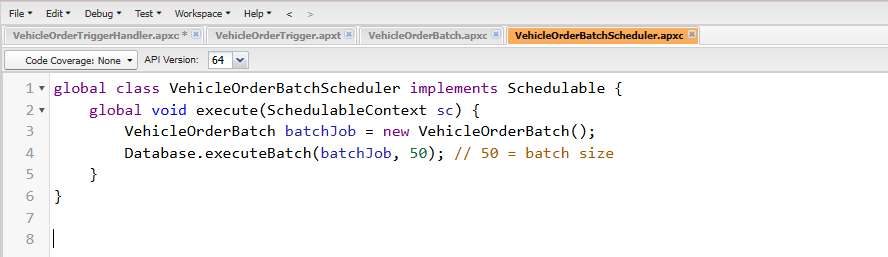 File ▾ Edit ▾ Debug ▾ Test ▾ Workspace ▾ Help ▾ < >
VehicleOrderTriggerHandler.apxc * VehicleOrderTrigger.apxt VehicleOrderBatch.apxc VehicleOrderBatchScheduler.apxc
Code Coverage: None ▾ API Version: 64
1 ▾ global class VehicleOrderBatchScheduler implements Schedulable {
2 ▾     global void execute(SchedulableContext sc) {
3         VehicleOrderBatch batchJob = new VehicleOrderBatch();
4         Database.executeBatch(batchJob, 50); // 50 = batch size
5     }
6 }
7
8